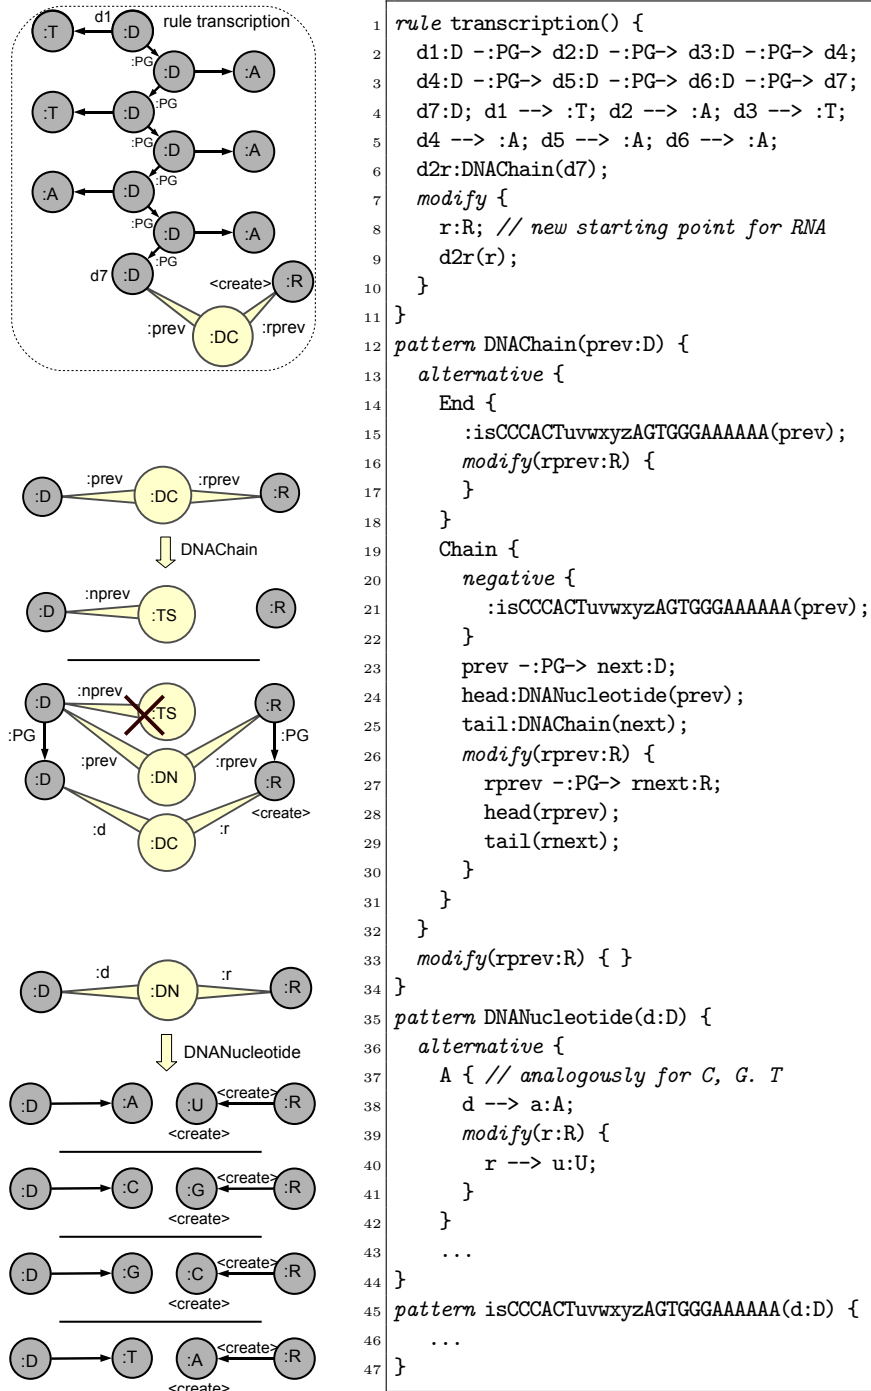 d1 rule transcription
:T :D
:PG
:D :A
:PG
:T :D
:PG
:D :A
:PG
:A :D
:PG
:D :A
:PG
d7 :D <create> :R
:prev :DC :rprev
:prev :rprev
:D :DC :R
DNAChain
:nprev
:D :TS :R
:nprev
:D :TS :R
:PG :PG
:prev :DN :rprev
:D :R
<create>
:d :DC :r
:d :r
:D :DN :R
DNANucleotide
<create>
:D :A :U :R
<create>
<create>
:D :C :G :R
<create>
<create>
:D :G :C :R
<create>
<create>
:D :T :A :R
<create>
1 rule transcription() {
2 d1:D -:PG-> d2:D -:PG-> d3:D -:PG-> d4;
3 d4:D -:PG-> d5:D -:PG-> d6:D -:PG-> d7;
4 d7:D; d1 --> :T; d2 --> :A; d3 --> :T;
5 d4 --> :A; d5 --> :A; d6 --> :A;
6 d2r:DNAChain(d7);
7 modify {
8 r:R; // new starting point for RNA
9 d2r(r);
10 }
11 }
12 pattern DNAChain(prev:D) {
13 alternative {
14 End {
15 :isCCCACTuvwxyzAGTGGGAAAAAA(prev);
16 modify(rprev:R) {
17 }
18 }
19 Chain {
20 negative {
21 :isCCCACTuvwxyzAGTGGGAAAAAA(prev);
22 }
23 prev -:PG-> next:D;
24 head:DNANucleotide(prev);
25 tail:DNAChain(next);
26 modify(rprev:R) {
27 rprev -:PG-> rnext:R;
28 head(rprev);
29 tail(rnext);
30 }
31 }
32 }
33 modify(rprev:R) { }
34 }
35 pattern DNANucleotide(d:D) {
36 alternative {
37 A { // analogously for C, G. T
38 d --> a:A;
39 modify(r:R) {
40 r --> u:U;
41 }
42 }
43 ...
44 }
45 pattern isCCCACTuvwxyzAGTGGGAAAAAA(d:D) {
46 ...
47 }